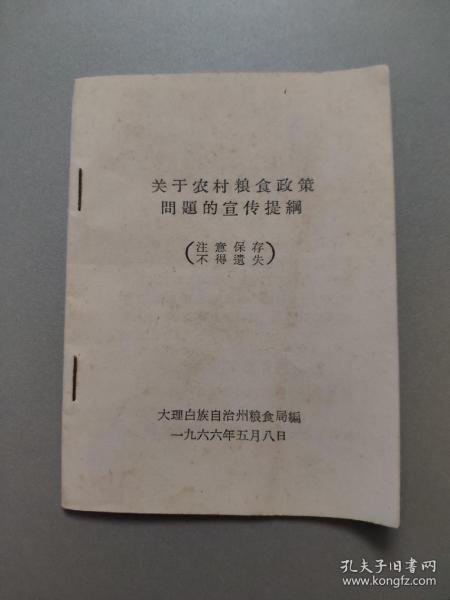 关于农村粮食政策
問題的宣传提綱
(注意保存
不得遺失)
大理白族自治州粮食局編
一九六六年五月八日
孔夫子旧书网
www.kongfz.com